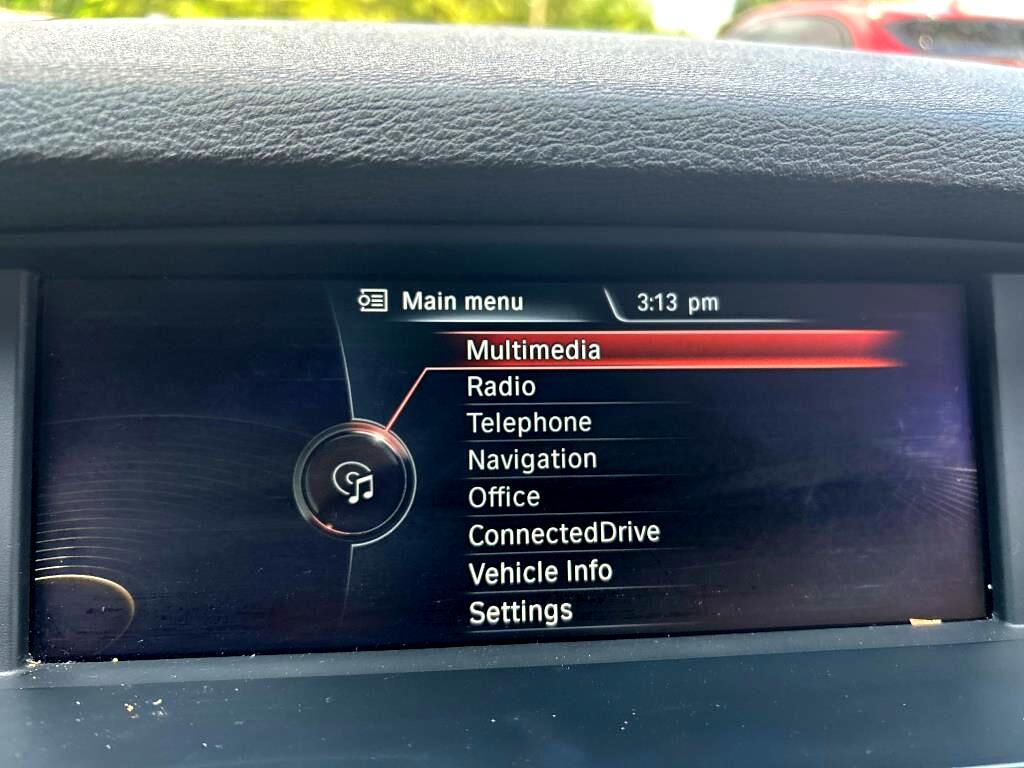 Main menu 3:13 pm
Multimedia
Radio
Telephone
Navigation
Office
ConnectedDrive
Vehicle Info
Settings